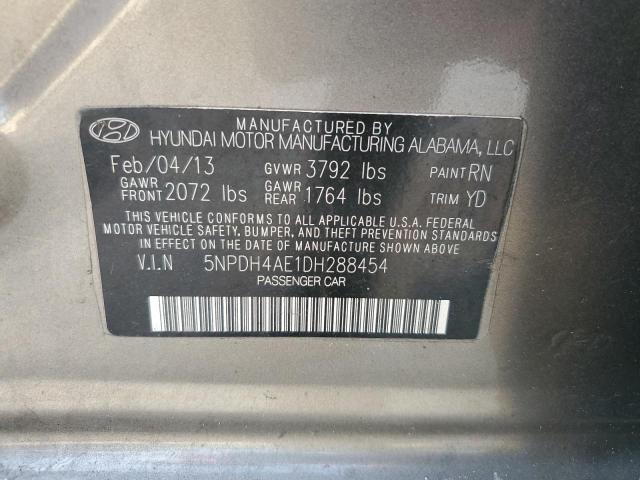 MANUFACTURED BY
HYUNDAI MOTOR MANUFACTURING ALABAMA, LLC
Feb/04/13 GVWR 3792 lbs PAINT RN
GAWR FRONT 2072 lbs GAWR REAR 1764 lbs TRIM YD
THIS VEHICLE CONFORMS TO ALL APPLICABLE U.S.A. FEDERAL
MOTOR VEHICLE SAFETY, BUMPER, AND THEFT PREVENTION STANDARDS
IN EFFECT ON THE DATE OF MANUFACTURE SHOWN ABOVE
V.I.N 5NPDH4AE1DH288454
PASSENGER CAR